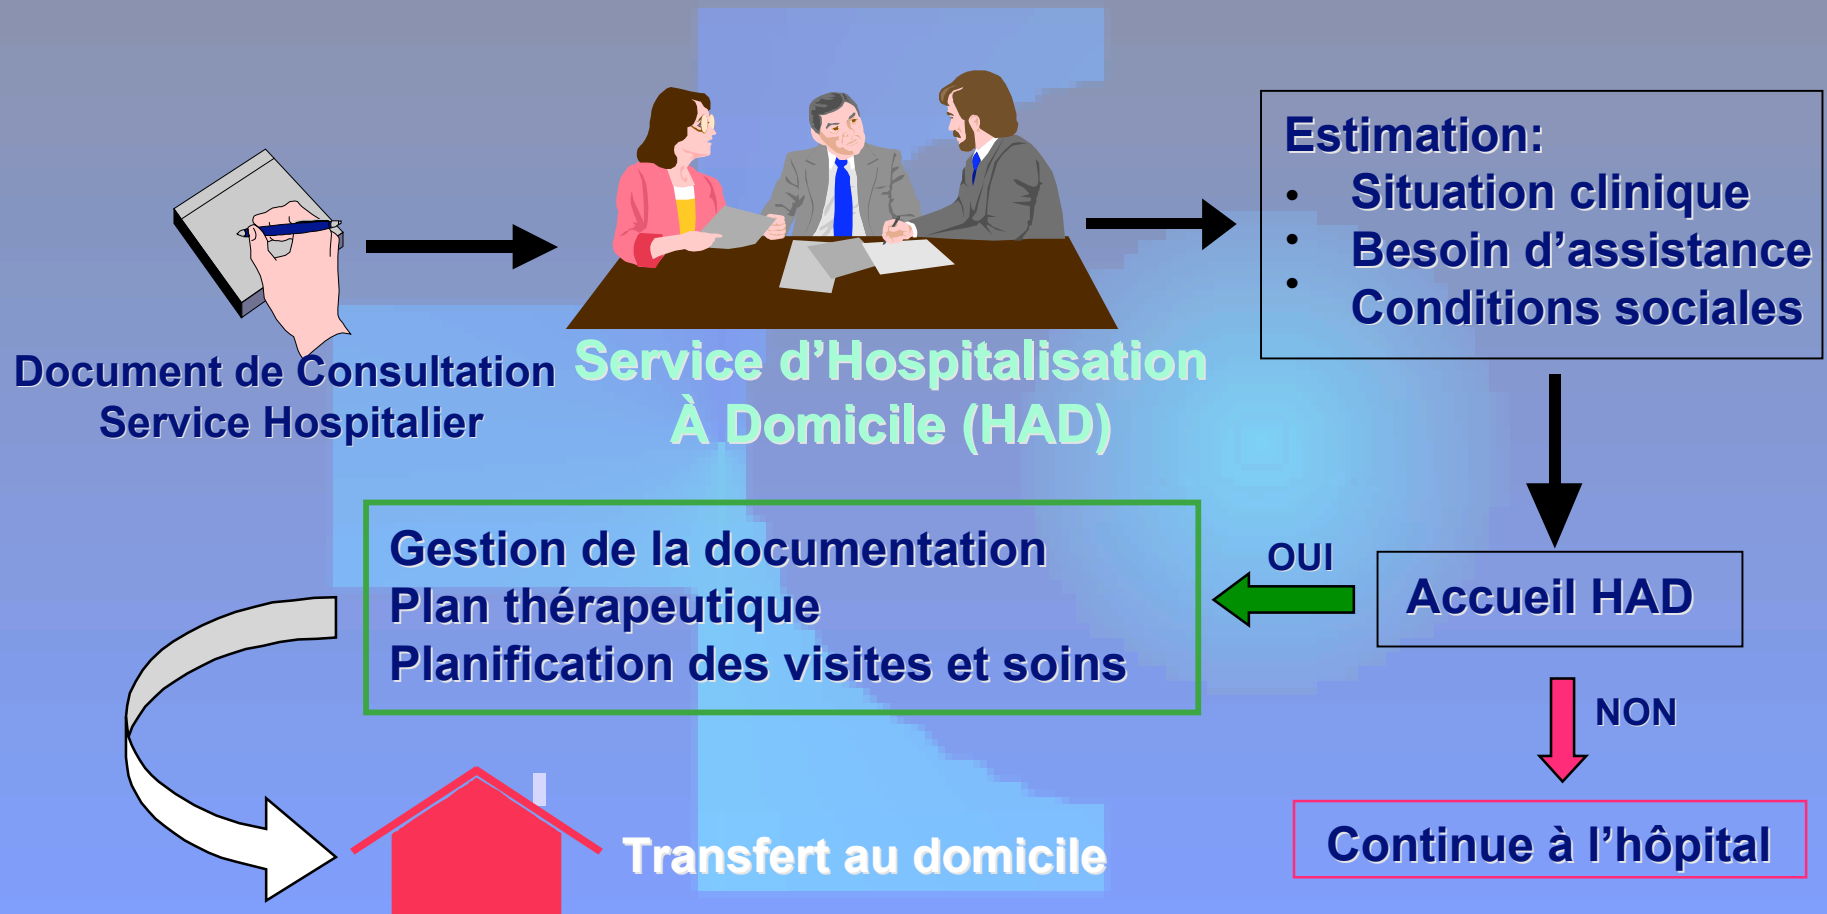 Document de Consultation
Service Hospitalier
Service d’Hospitalisation
À Domicile (HAD)
Estimation:
• Situation clinique
• Besoin d’assistance
• Conditions sociales
Accueil HAD
OUI
NON
Gestion de la documentation
Plan thérapeutique
Planification des visites et soins
Transfert au domicile
Continue à l’hôpital